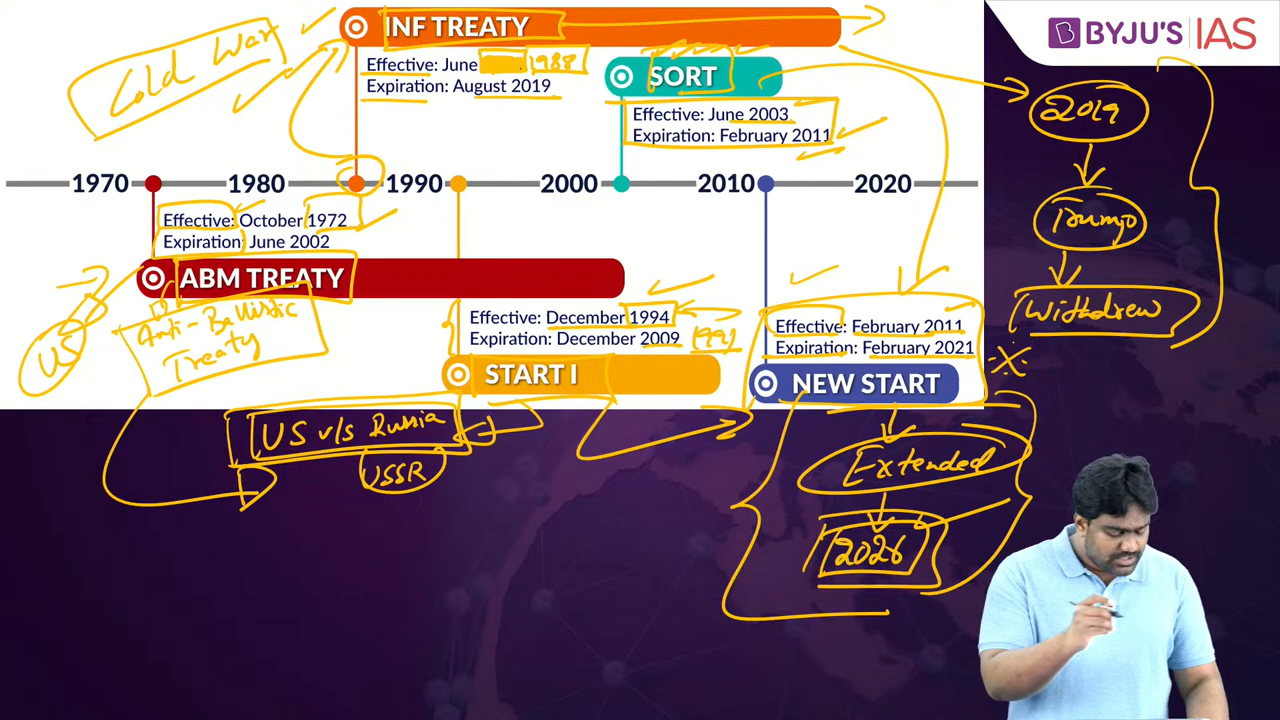 INF TREATY
BYJU'S IAS
Cold War
Effective: June 1988
Expiration: August 2019
SORT
Effective: June 2003
Expiration: February 2011
2019
1970 1980 1990 2000 2010 2020
Trump
Effective: October 1972
Expiration: June 2002
ABM TREATY
Withdrew
US
Anti-Ballistic
Treaty
Effective: December 1994
Expiration: December 2009
1991
START I
Effective: February 2011
Expiration: February 2021
X
NEW START
US v/s Russia
USSR
Extended
2026